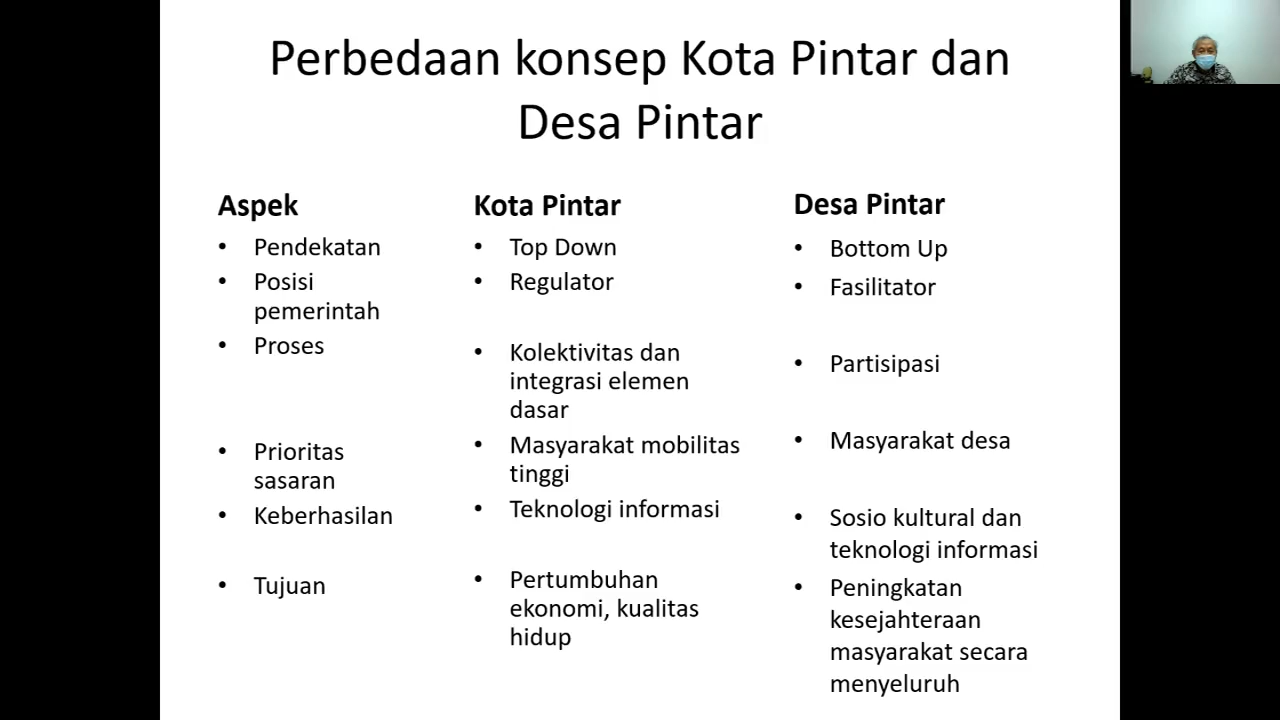 Perbedaan konsep Kota Pintar dan
Desa Pintar
Aspek
• Pendekatan
• Posisi
pemerintah
• Proses
• Prioritas
sasaran
• Keberhasilan
• Tujuan
Kota Pintar
• Top Down
• Regulator
• Kolektivitas dan
integrasi elemen
dasar
• Masyarakat mobilitas
tinggi
• Teknologi informasi
• Pertumbuhan
ekonomi, kualitas
hidup
Desa Pintar
• Bottom Up
• Fasilitator
• Partisipasi
• Masyarakat desa
• Sosio kultural dan
teknologi informasi
• Peningkatan
kesejahteraan
masyarakat secara
menyeluruh